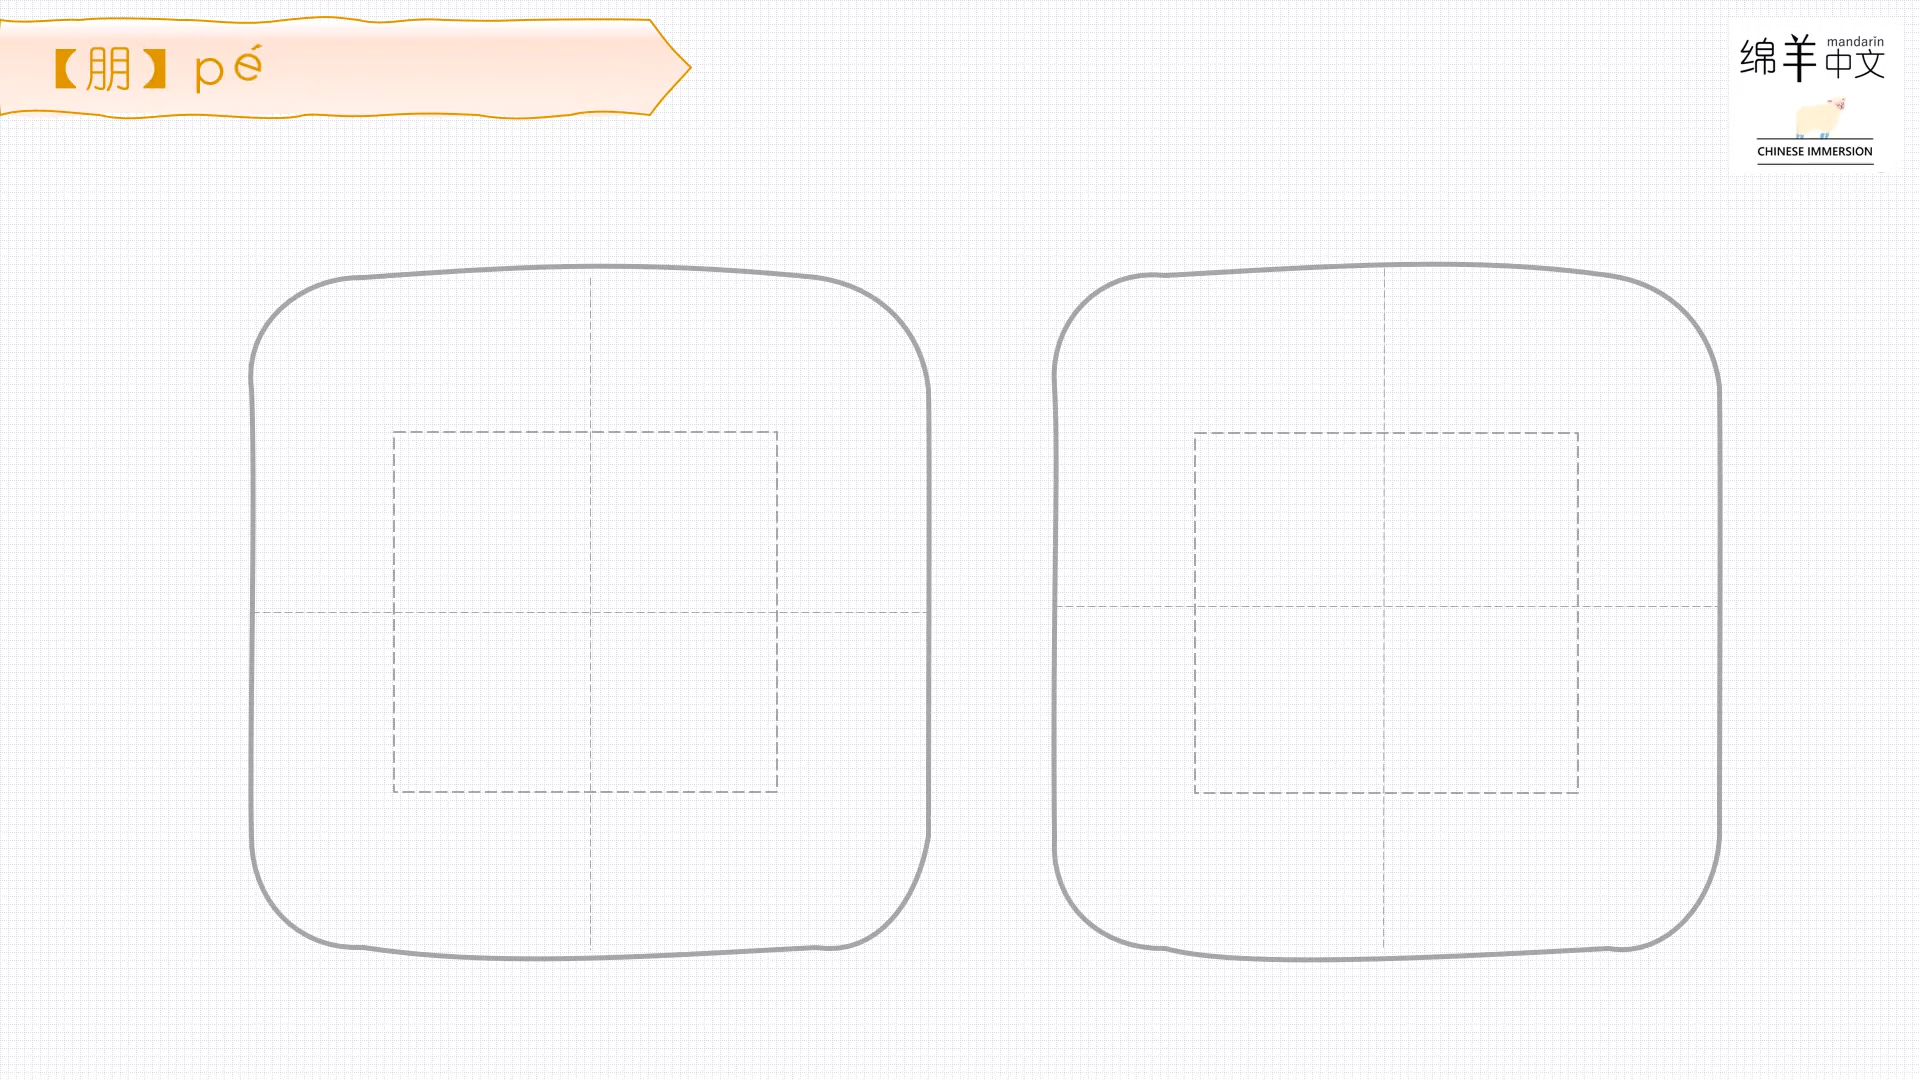 【朋】 pé
绵羊 mandarin 中文
CHINESE IMMERSION